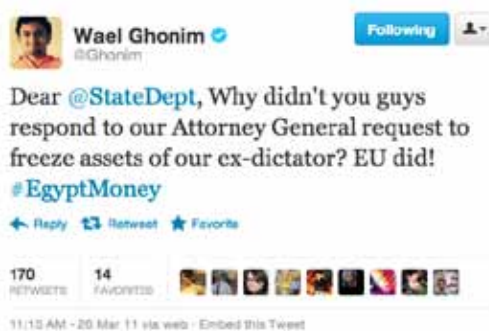 Wael Ghonim
@Ghonim
Following
Dear @StateDept, Why didn't you guys
respond to our Attorney General request to
freeze assets of our ex-dictator? EU did!
#EgyptMoney
Reply Retweet Favorite
170 14
RETWEETS FAVORITES
11:15 AM - 26 Mar 11 via web · Embed this Tweet